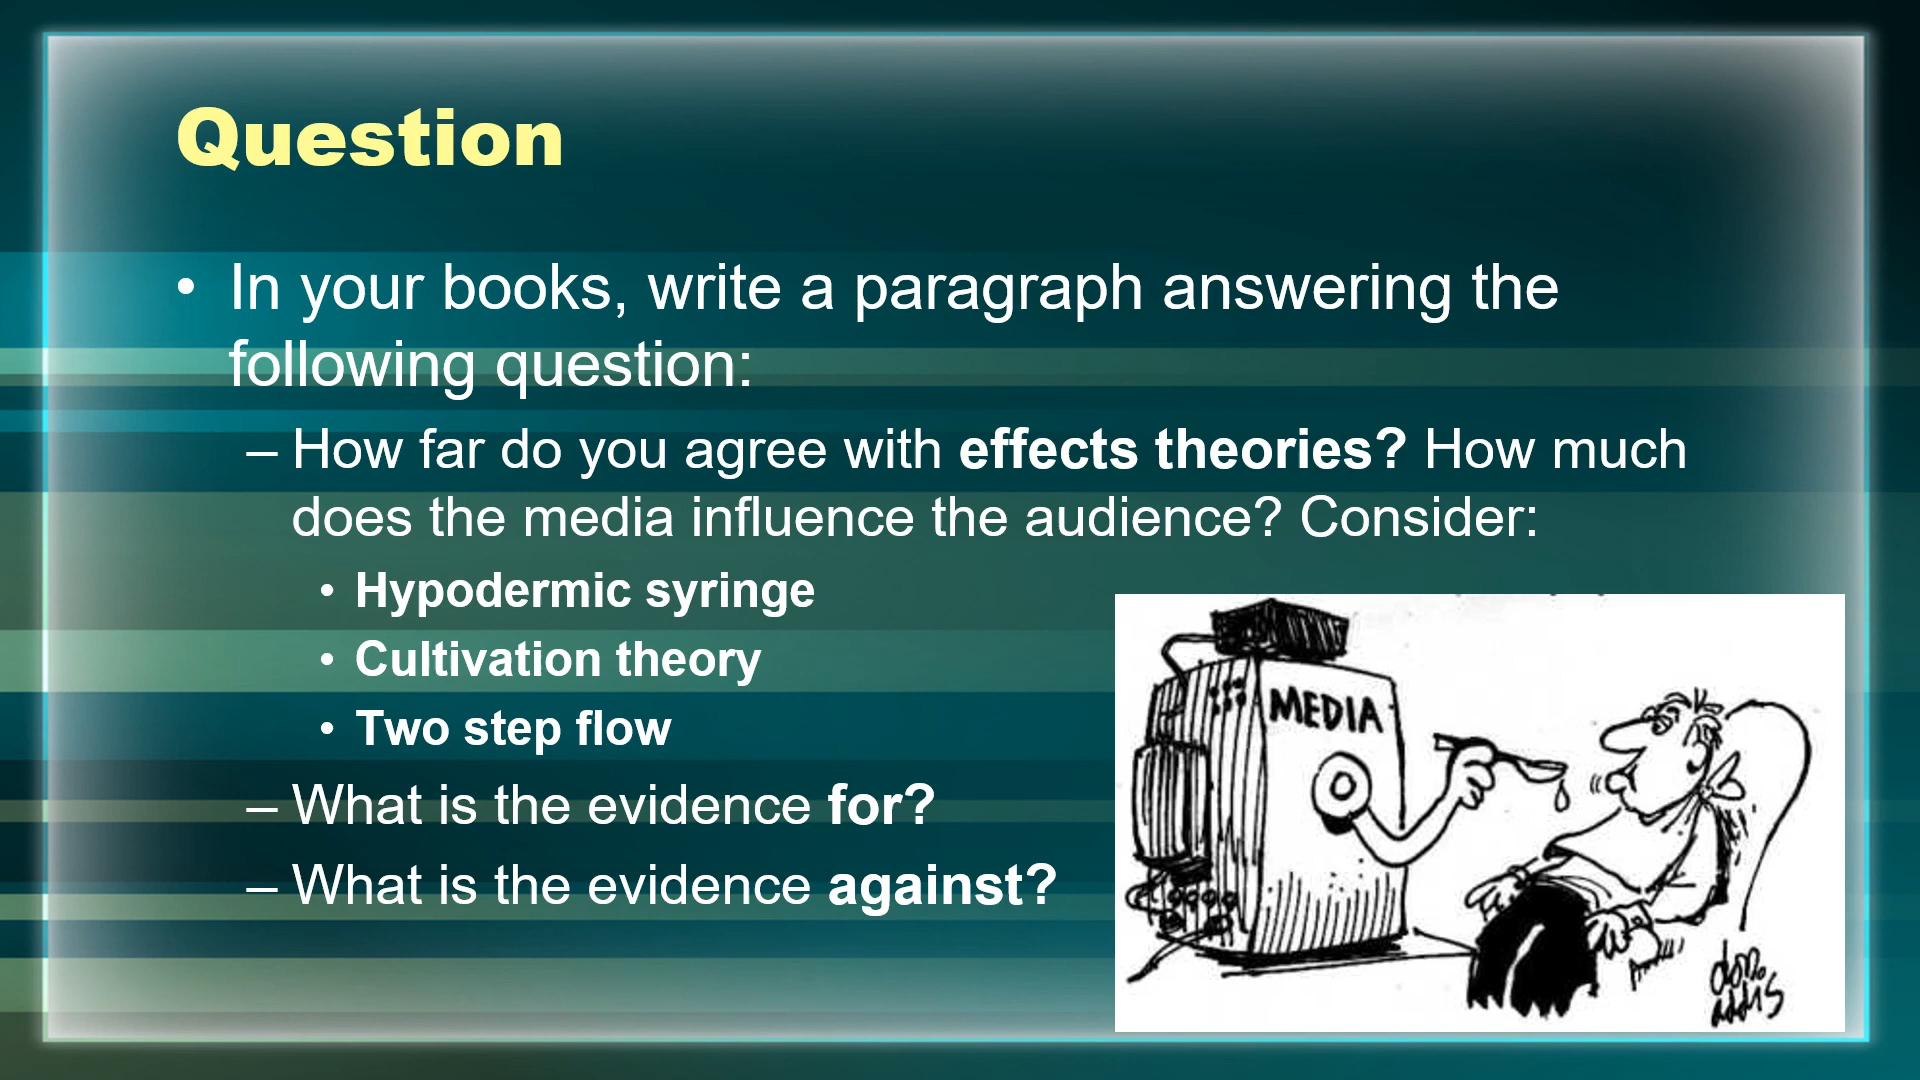 Question
• In your books, write a paragraph answering the
following question:
– How far do you agree with effects theories? How much
does the media influence the audience? Consider:
• Hypodermic syringe
• Cultivation theory
• Two step flow
– What is the evidence for?
– What is the evidence against?
MEDIA
don
addis